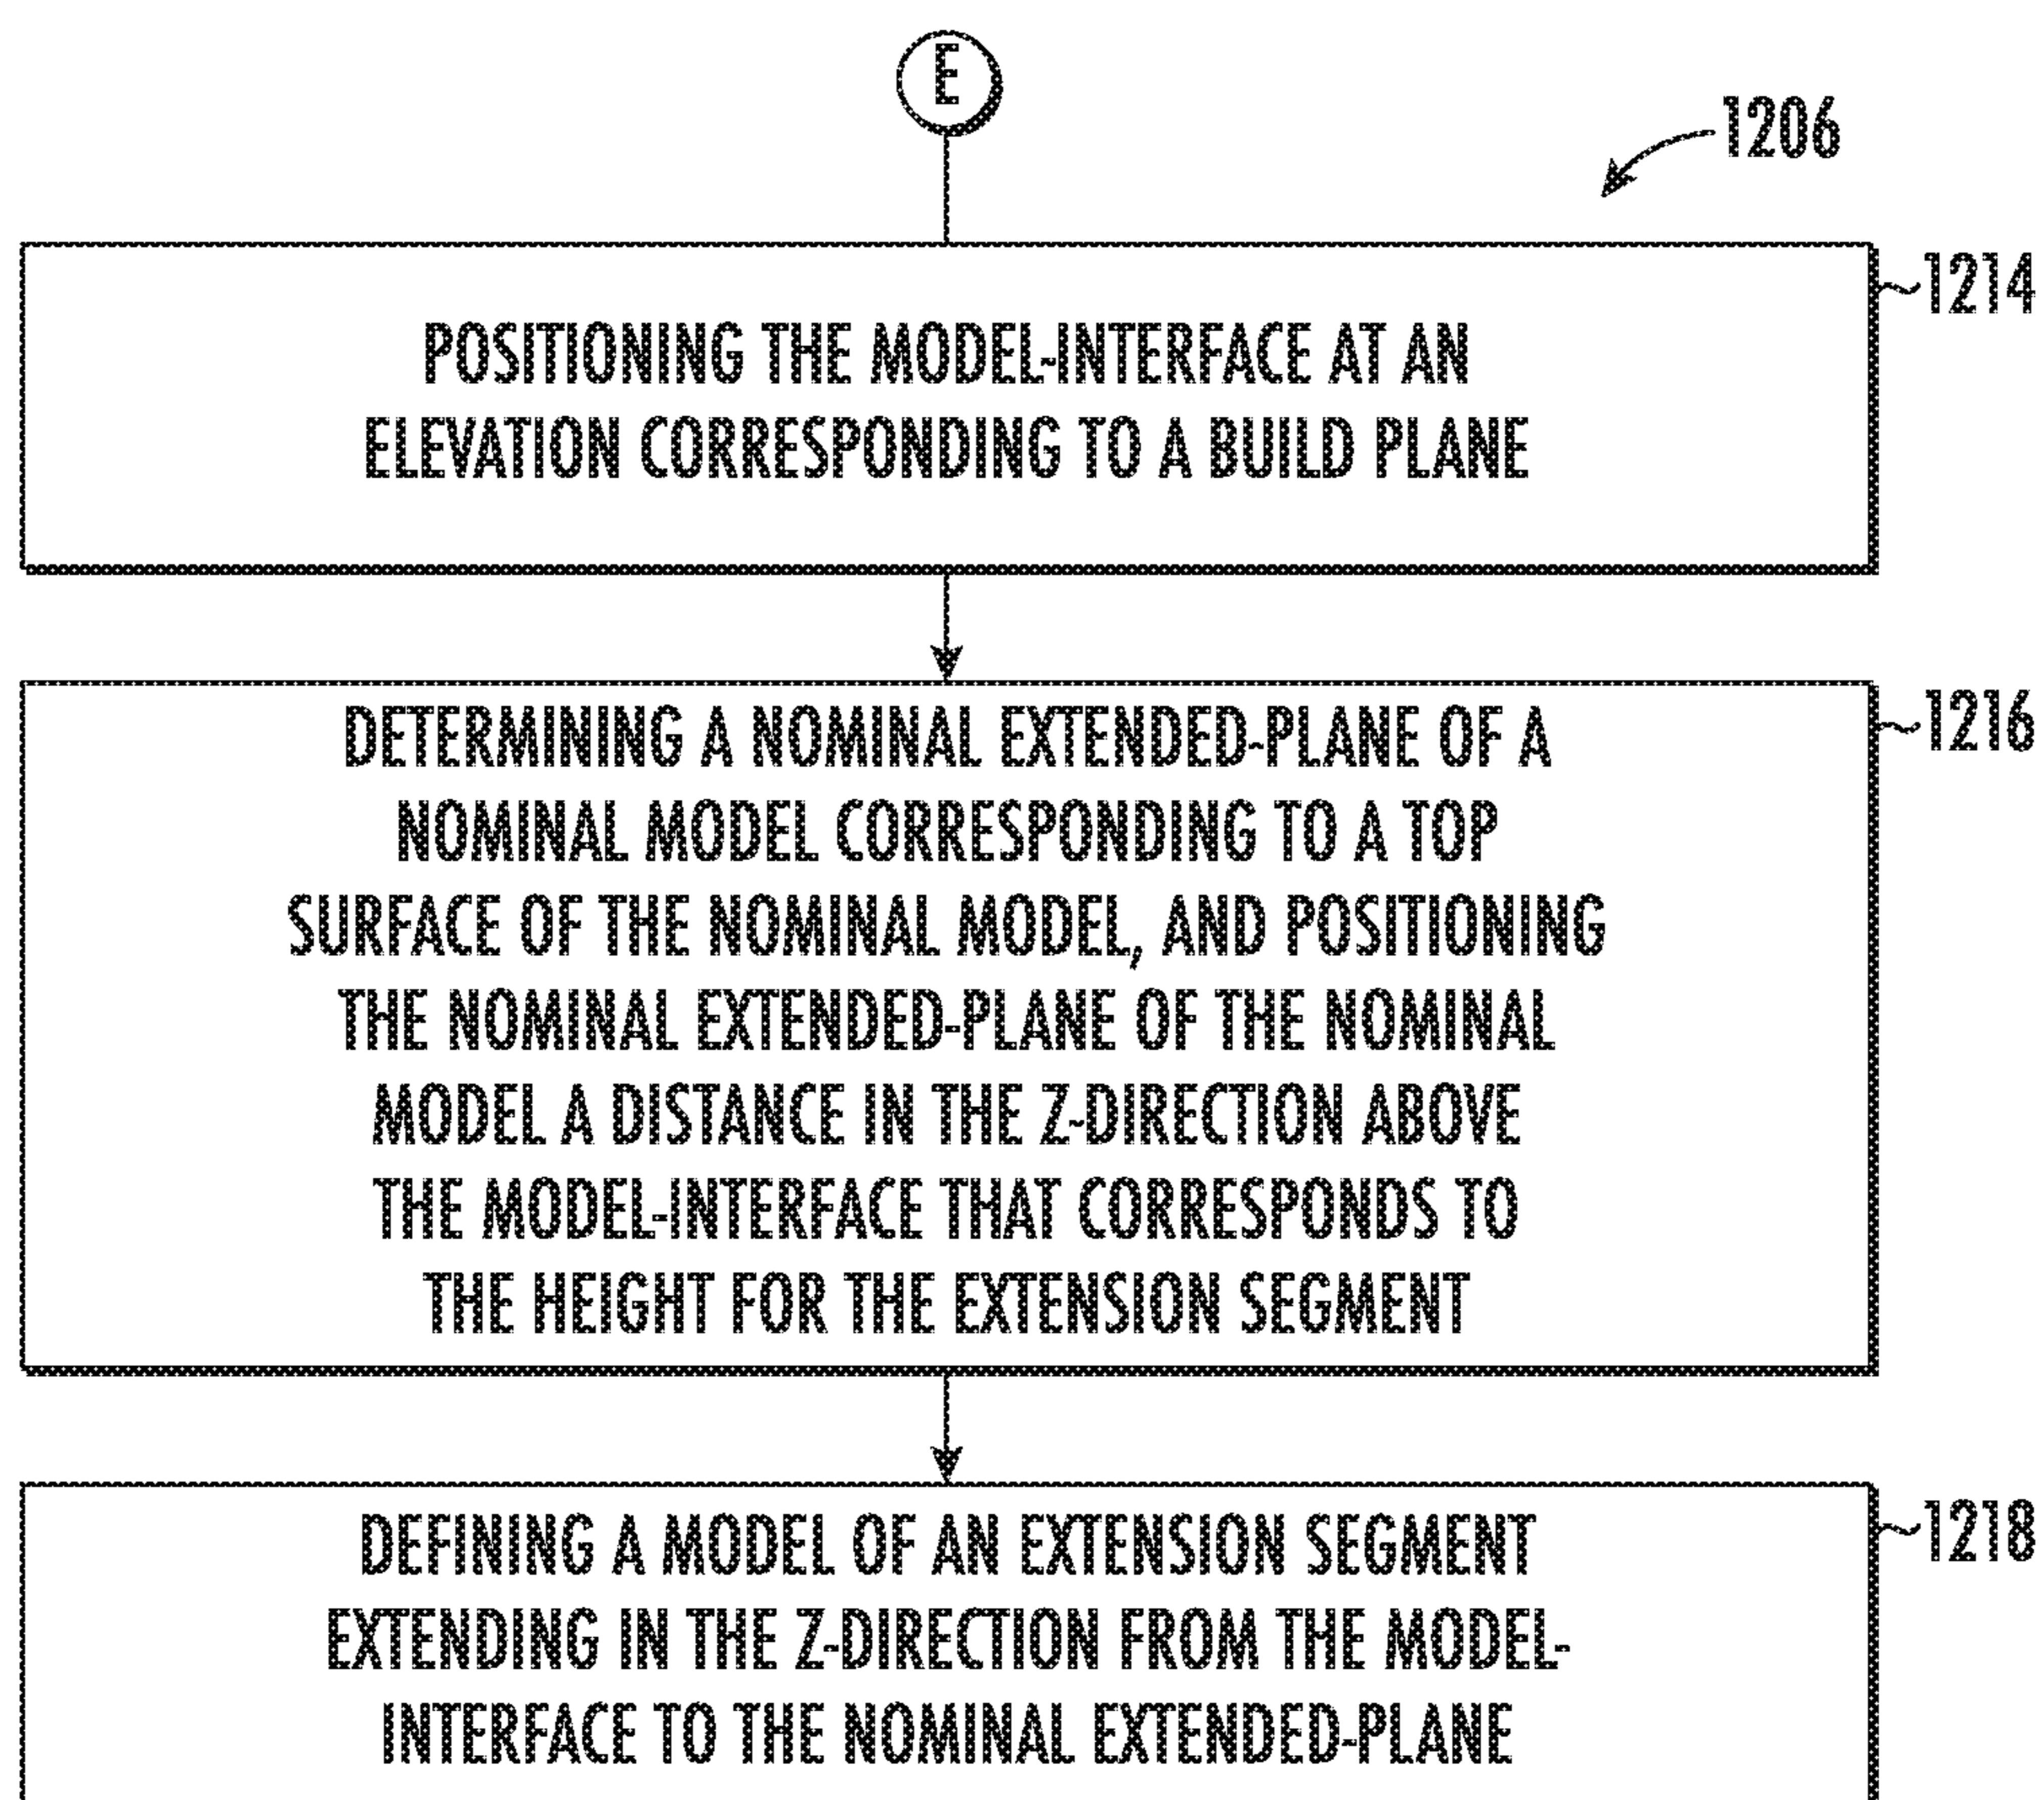 E
1206
1214
POSITIONING THE MODEL-INTERFACE AT AN
ELEVATION CORRESPONDING TO A BUILD PLANE
1216
DETERMINING A NOMINAL EXTENDED-PLANE OF A
NOMINAL MODEL CORRESPONDING TO A TOP
SURFACE OF THE NOMINAL MODEL, AND POSITIONING
THE NOMINAL EXTENDED-PLANE OF THE NOMINAL
MODEL A DISTANCE IN THE Z-DIRECTION ABOVE
THE MODEL-INTERFACE THAT CORRESPONDS TO
THE HEIGHT FOR THE EXTENSION SEGMENT
1218
DEFINING A MODEL OF AN EXTENSION SEGMENT
EXTENDING IN THE Z-DIRECTION FROM THE MODEL-
INTERFACE TO THE NOMINAL EXTENDED-PLANE